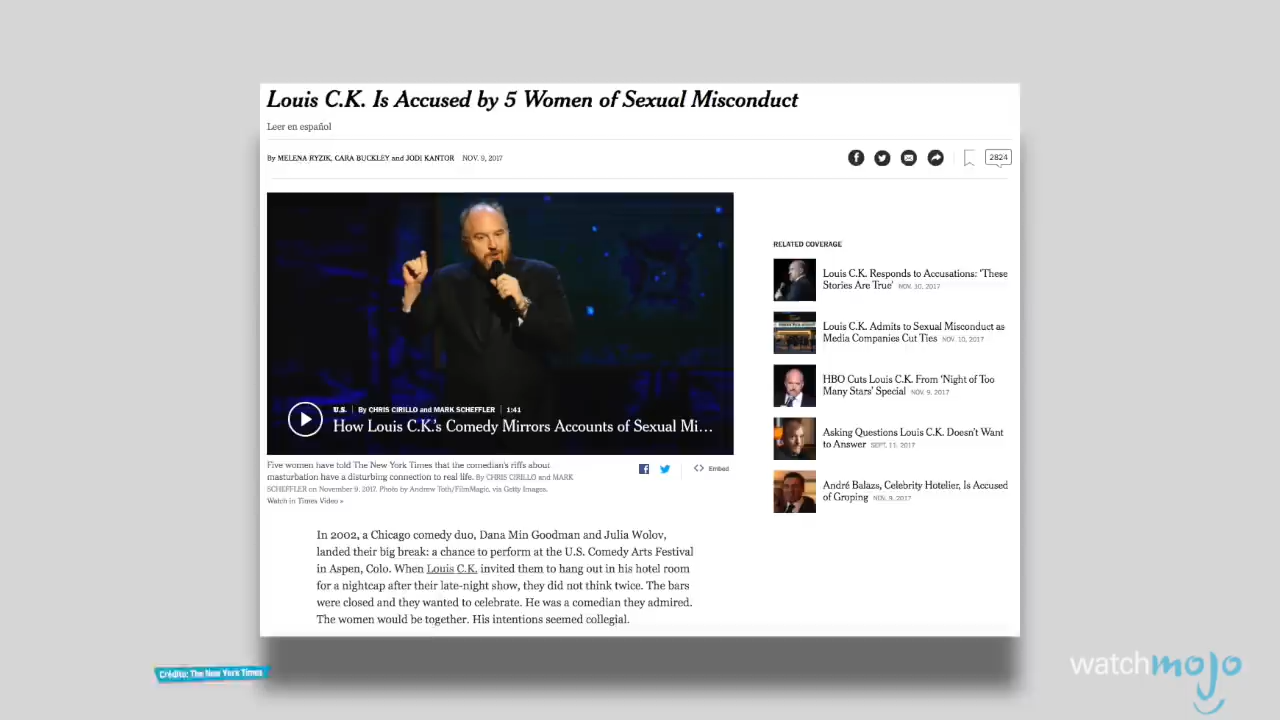 Louis C.K. Is Accused by 5 Women of Sexual Misconduct
Leer en español
By MELENA RYZIK, CARA BUCKLEY and JODI KANTOR NOV. 9, 2017
2824
U.S. | By CHRIS CIRILLO and MARK SCHEFFLER | 1:41
How Louis C.K.'s Comedy Mirrors Accounts of Sexual Mi...
Five women have told The New York Times that the comedian's riffs about
masturbation have a disturbing connection to real life. By CHRIS CIRILLO and MARK
SCHEFFLER on November 9, 2017. Photo by Andrew Toth/FilmMagic, via Getty Images.
Watch in Times Video »
Embed
RELATED COVERAGE
Louis C.K. Responds to Accusations: 'These
Stories Are True' NOV. 10, 2017
Louis C.K. Admits to Sexual Misconduct as
Media Companies Cut Ties NOV. 10, 2017
HBO Cuts Louis C.K. From 'Night of Too
Many Stars' Special NOV. 9, 2017
Asking Questions Louis C.K. Doesn't Want
to Answer SEPT. 11, 2017
André Balazs, Celebrity Hotelier, Is Accused
of Groping NOV. 9, 2017
In 2002, a Chicago comedy duo, Dana Min Goodman and Julia Wolov,
landed their big break: a chance to perform at the U.S. Comedy Arts Festival
in Aspen, Colo. When Louis C.K. invited them to hang out in his hotel room
for a nightcap after their late-night show, they did not think twice. The bars
were closed and they wanted to celebrate. He was a comedian they admired.
The women would be together. His intentions seemed collegial.
Crédito: The New York Times
watchmojo